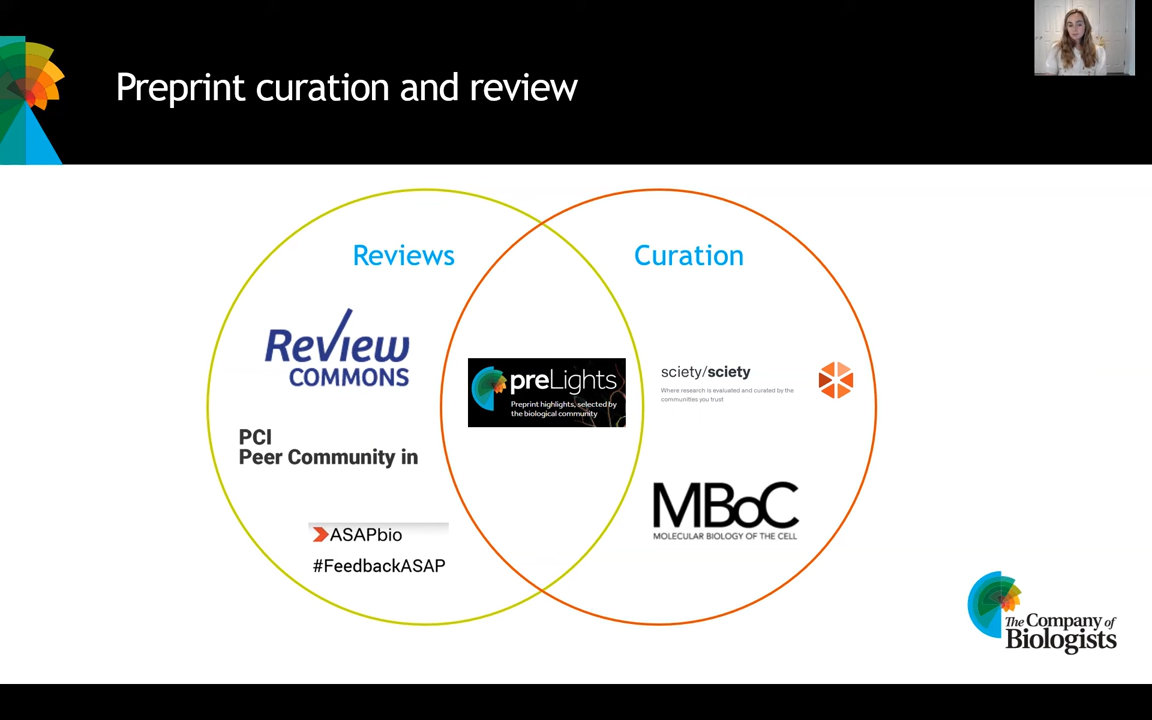 Preprint curation and review
Reviews
Curation
Review
COMMONS
preLights
Preprint highlights, selected by
the biological community
sciety/sciety
Where research is evaluated and curated by the
communities you trust
PCI
Peer Community in
MBoC
MOLECULAR BIOLOGY OF THE CELL
ASAPbio
#FeedbackASAP
The Company of
Biologists